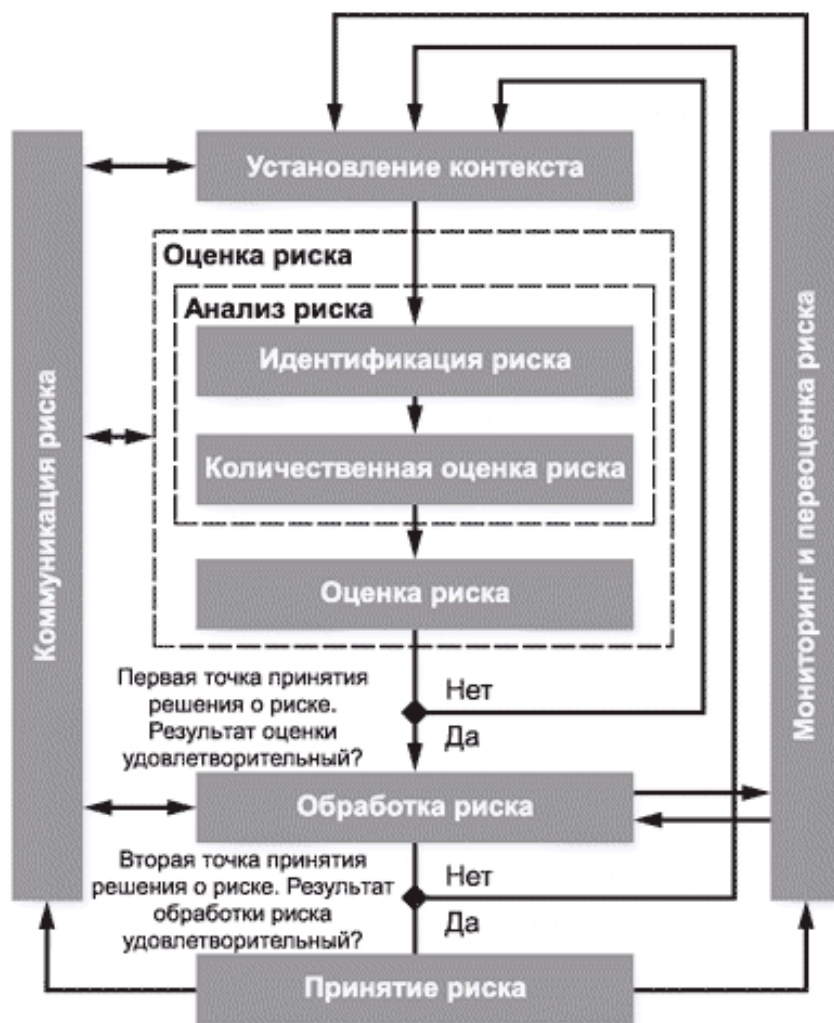 Установление контекста
Оценка риска
Анализ риска
Идентификация риска
Количественная оценка риска
Оценка риска
Первая точка принятия
решения о риске.
Результат оценки
удовлетворительный?
Нет
Да
Обработка риска
Вторая точка принятия
решения о риске. Результат
обработки риска
удовлетворительный?
Нет
Да
Принятие риска
Коммуникация риска
Мониторинг и переоценка риска